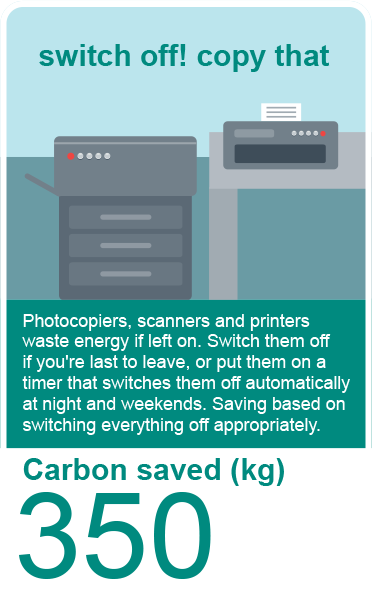 switch off! copy that
Photocopiers, scanners and printers
waste energy if left on. Switch them off
if you're last to leave, or put them on a
timer that switches them off automatically
at night and weekends. Saving based on
switching everything off appropriately.
Carbon saved (kg)
350